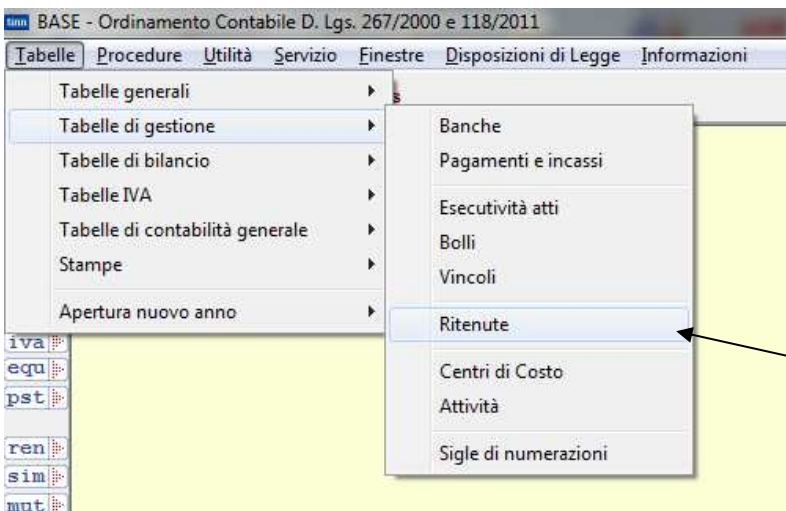 tinn BASE - Ordinamento Contabile D. Lgs. 267/2000 e 118/2011
Tabelle Procedure Utilità Servizio Finestre Disposizioni di Legge Informazioni
Tabelle generali
Tabelle di gestione
Tabelle di bilancio
Tabelle IVA
Tabelle di contabilità generale
Stampe
Apertura nuovo anno
s
Banche
Pagamenti e incassi
Esecutività atti
Bolli
Vincoli
Ritenute
Centri di Costo
Attività
Sigle di numerazioni
iva
equ
pst
ren
sim
mut